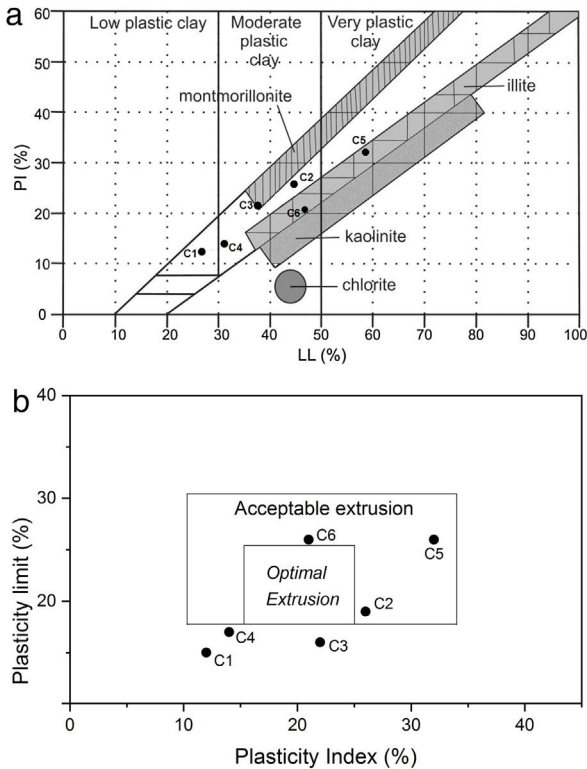 a
Low plastic clay
Moderate
plastic
clay
Very plastic
clay
montmorillonite
illite
kaolinite
chlorite
C1
C2
C3
C4
C5
C6
PI (%)
60
50
40
30
20
10
0
0 10 20 30 40 50 60 70 80 90 100
LL (%)
b
Plasticity limit (%)
40
30
20
10
Acceptable extrusion
Optimal
Extrusion
C6
C5
C2
C4
C3
C1
0 10 20 30 40
Plasticity Index (%)